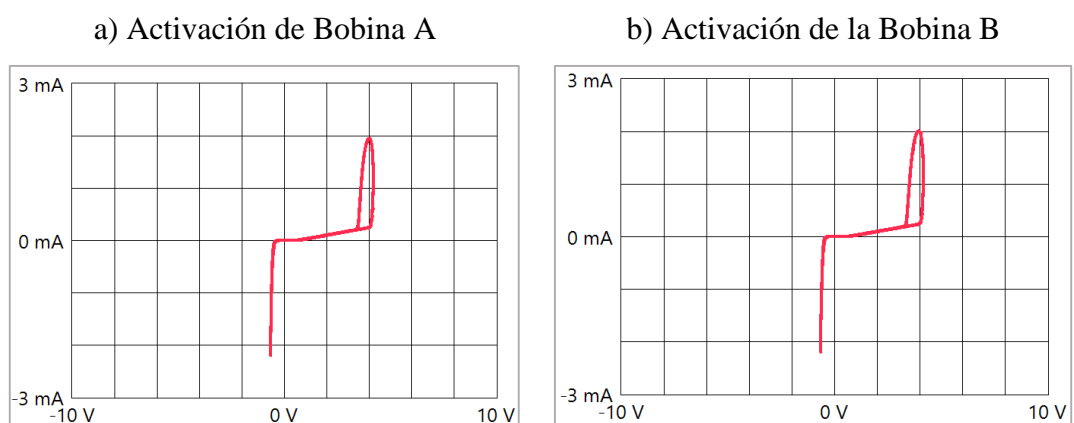 a) Activación de Bobina A
b) Activación de la Bobina B
3 mA
0 mA
-3 mA
-10 V
0 V
10 V
3 mA
0 mA
-3 mA
-10 V
0 V
10 V